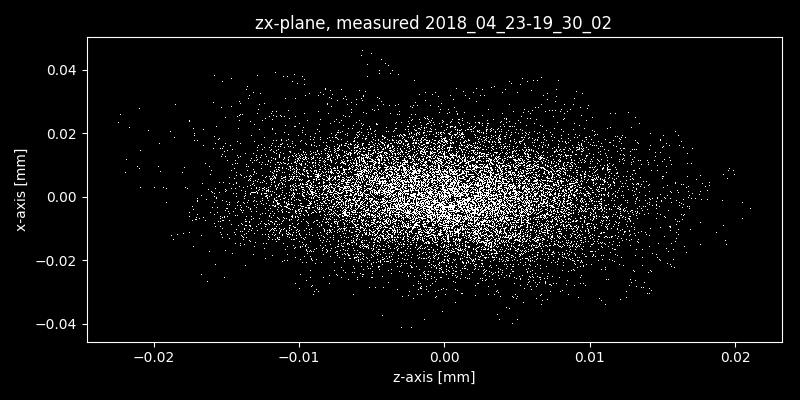 zx-plane, measured 2018_04_23-19_30_02
0.04
0.02
0.00
−0.02
−0.04
x-axis [mm]
−0.02 −0.01 0.00 0.01 0.02
z-axis [mm]